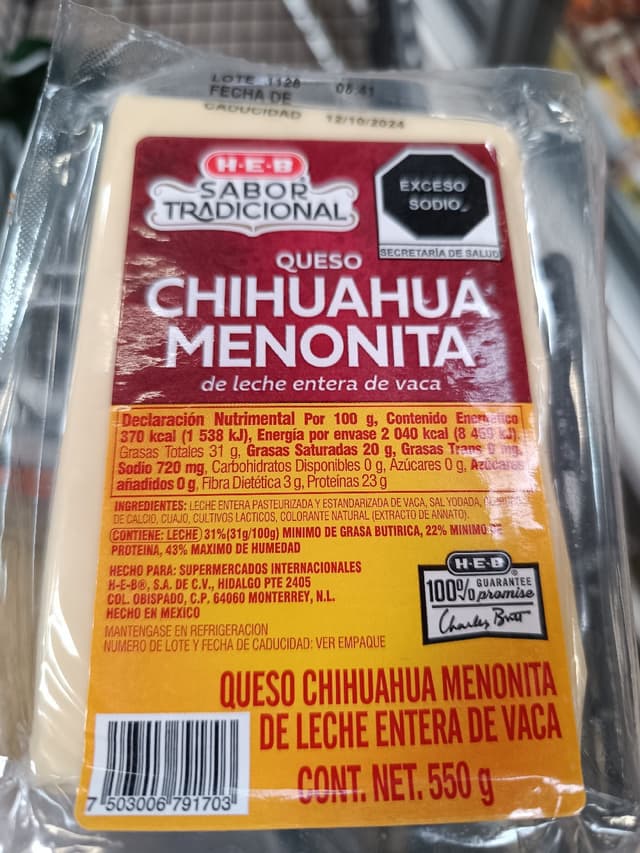 LOTE 1128 08:41
FECHA DE
CADUCIDAD 12/10/2024
H-E-B
SABOR
TRADICIONAL
EXCESO
SODIO
SECRETARÍA DE SALUD
QUESO
CHIHUAHUA
MENONITA
de leche entera de vaca
Declaración Nutrimental Por 100 g, Contenido Energético
370 kcal (1 538 kJ), Energía por envase 2 040 kcal (8 459 kJ),
Grasas Totales 31 g, Grasas Saturadas 20 g, Grasas Trans 0 mg,
Sodio 720 mg, Carbohidratos Disponibles 0 g, Azúcares 0 g, Azúcares
añadidos 0 g, Fibra Dietética 3 g, Proteínas 23 g
INGREDIENTES: LECHE ENTERA PASTEURIZADA Y ESTANDARIZADA DE VACA, SAL YODADA,
DE CALCIO, CUAJO, CULTIVOS LACTICOS, COLORANTE NATURAL (EXTRACTO DE ANNATO).
CONTIENE: LECHE 31%(31g/100g) MINIMO DE GRASA BUTIRICA, 22% MINIMO DE
PROTEINA, 43% MAXIMO DE HUMEDAD
HECHO PARA: SUPERMERCADOS INTERNACIONALES
H-E-B®, S.A. DE C.V., HIDALGO PTE 2405
COL. OBISPADO, C.P. 64060 MONTERREY, N.L.
HECHO EN MEXICO
MANTENGASE EN REFRIGERACION
NUMERO DE LOTE Y FECHA DE CADUCIDAD: VER EMPAQUE
H-E-B
100% GUARANTEE
promise
Charles Butt
QUESO CHIHUAHUA MENONITA
DE LECHE ENTERA DE VACA
CONT. NET. 550 g
7 503006 791703